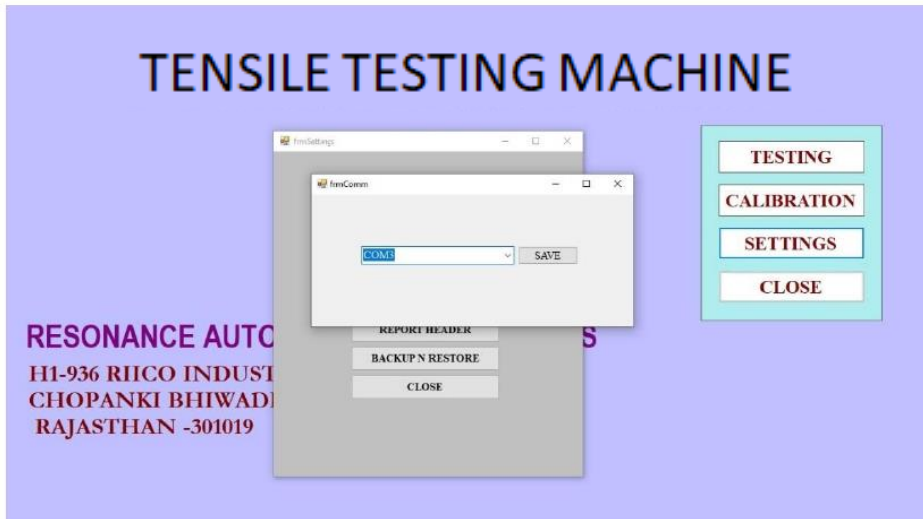 TENSILE TESTING MACHINE
frmSettings
frmComm
COM3
SAVE
REPORT HEADER
BACKUP N RESTORE
CLOSE
TESTING
CALIBRATION
SETTINGS
CLOSE
RESONANCE AUTO S
H1-936 RIICO INDUST
CHOPANKI BHIWADI
RAJASTHAN -301019